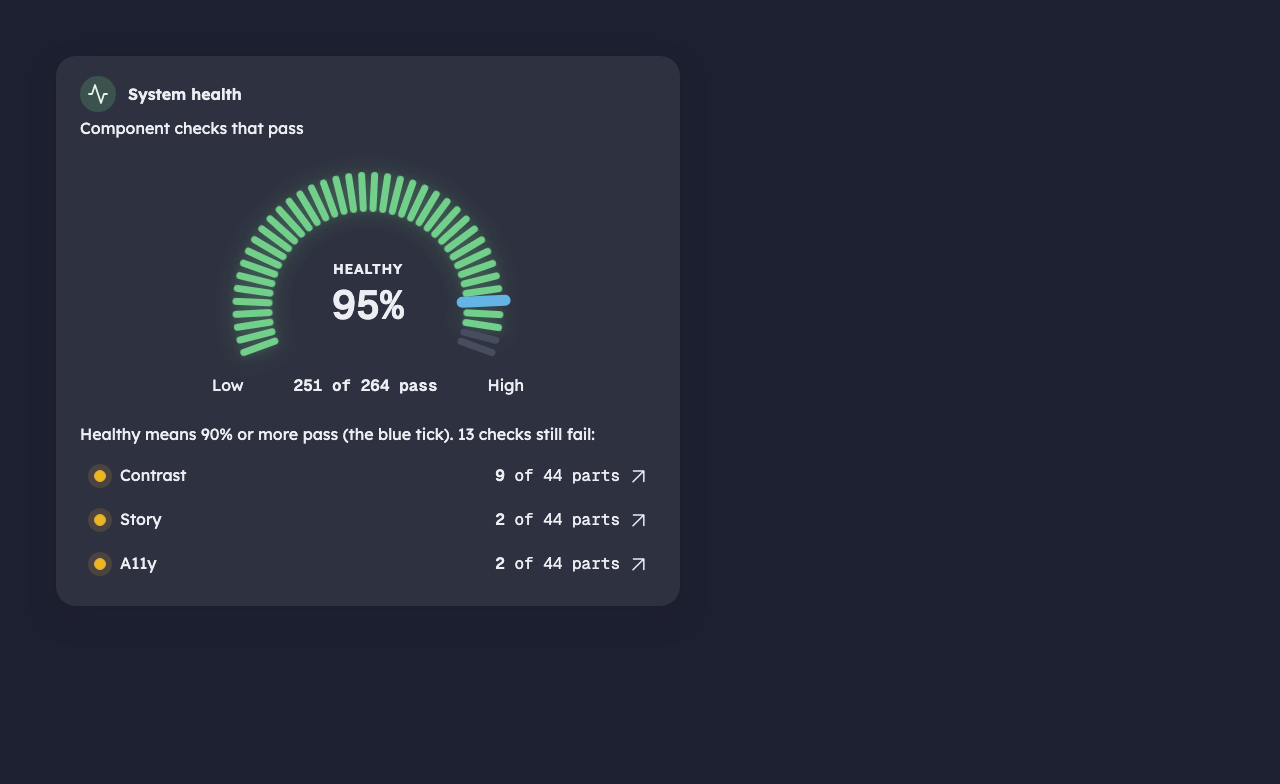 System health
Component checks that pass
HEALTHY
95%
Low 251 of 264 pass High
Healthy means 90% or more pass (the blue tick). 13 checks still fail:
Contrast 9 of 44 parts
Story 2 of 44 parts
A11y 2 of 44 parts